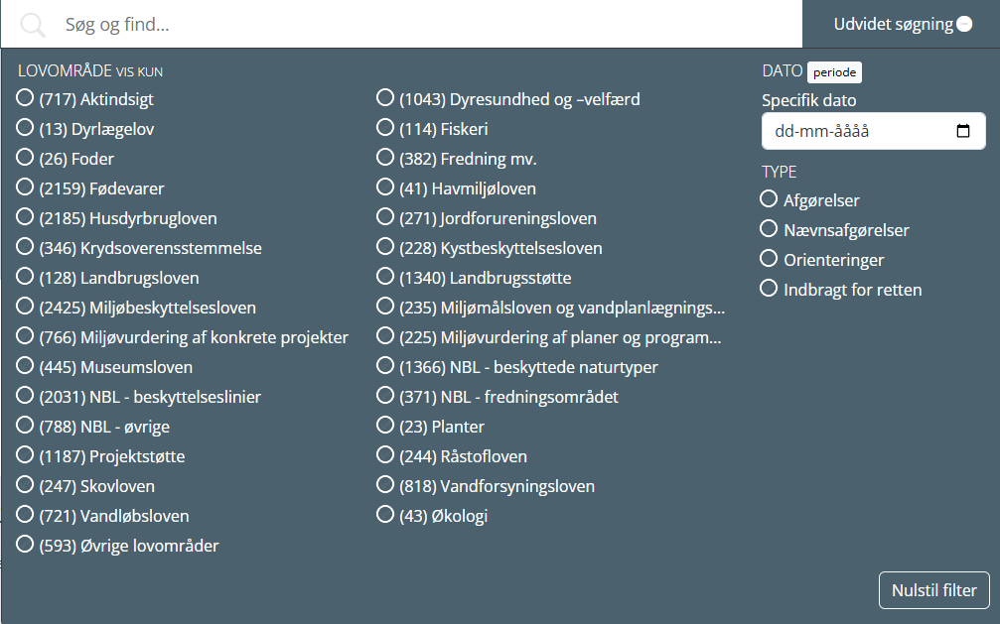 Søg og find...
Udvidet søgning
LOVOMRÅDE VIS KUN
(717) Aktindsigt
(13) Dyrlægelov
(26) Foder
(2159) Fødevarer
(2185) Husdyrbrugloven
(346) Krydsoverensstemmelse
(128) Landbrugsloven
(2425) Miljøbeskyttelsesloven
(766) Miljøvurdering af konkrete projekter
(445) Museumsloven
(2031) NBL - beskyttelseslinier
(788) NBL - øvrige
(1187) Projektstøtte
(247) Skovloven
(721) Vandløbsloven
(593) Øvrige lovområder
(1043) Dyresundhed og –velfærd
(114) Fiskeri
(382) Fredning mv.
(41) Havmiljøloven
(271) Jordforureningsloven
(228) Kystbeskyttelsesloven
(1340) Landbrugsstøtte
(235) Miljømålsloven og vandplanlægnings...
(225) Miljøvurdering af planer og program...
(1366) NBL - beskyttede naturtyper
(371) NBL - fredningsområdet
(23) Planter
(244) Råstofloven
(818) Vandforsyningsloven
(43) Økologi
DATO periode
Specifik dato
dd-mm-åååå
TYPE
Afgørelser
Nævnsafgørelser
Orienteringer
Indbragt for retten
Nulstil filter